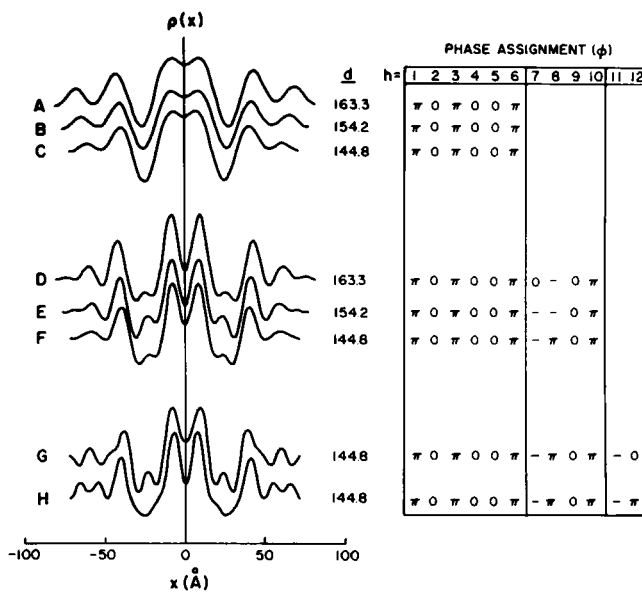 ρ(x)
PHASE ASSIGNMENT (φ)
d h= 1 2 3 4 5 6 7 8 9 10 11 12
A 163.3 π 0 π 0 0 π
B 154.2 π 0 π 0 0 π
C 144.8 π 0 π 0 0 π
D 163.3 π 0 π 0 0 π 0 - 0 π
E 154.2 π 0 π 0 0 π - - 0 π
F 144.8 π 0 π 0 0 π - π 0 π
G 144.8 π 0 π 0 0 π - π 0 π - 0
H 144.8 π 0 π 0 0 π - π 0 π - π
-100 -50 0 50 100
x (Å)